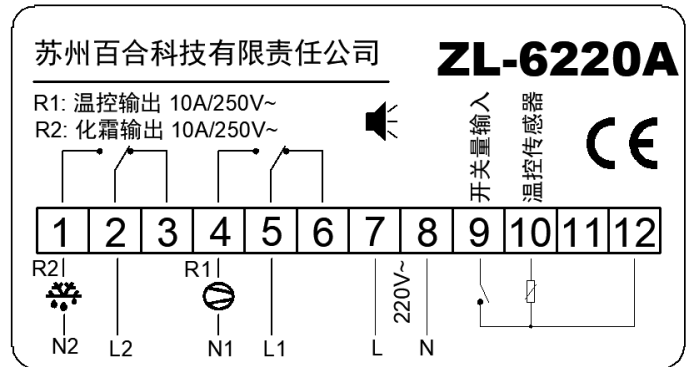 苏州百合科技有限责任公司
ZL-6220A
R1: 温控输出 10A/250V~
R2: 化霜输出 10A/250V~
开关量输入
温控传感器
CE
1 2 3 4 5 6 7 8 9 10 11 12
R2 R1
220V~
N2 L2 N1 L1 L N